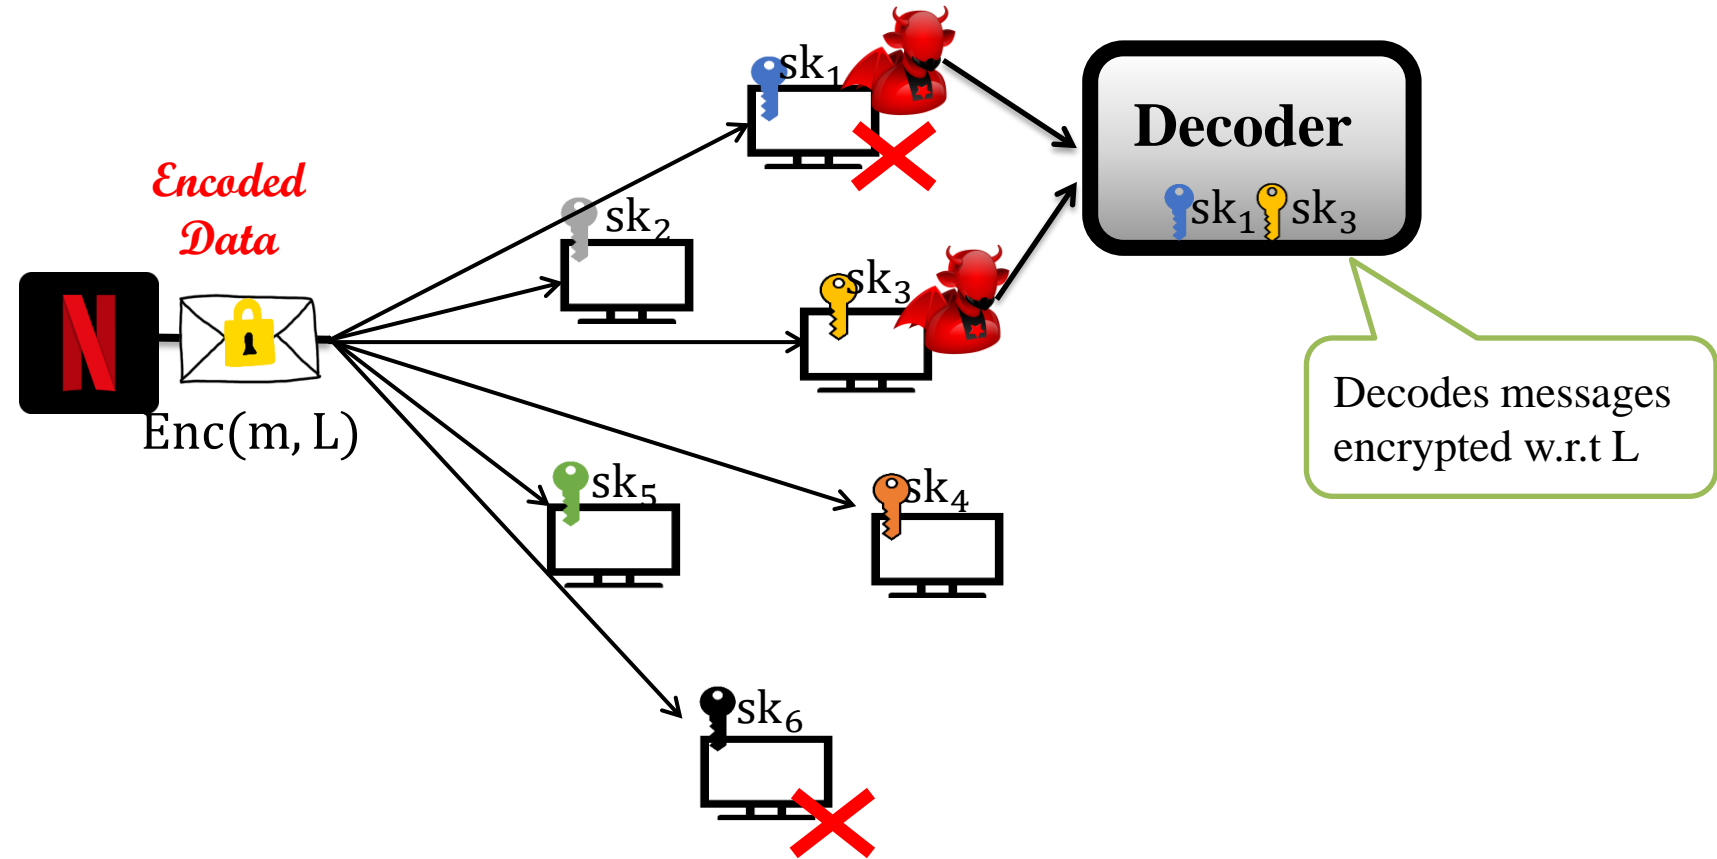 Encoded
Data
N
Enc(m, L)
sk₁
sk₂
sk₃
sk₅
sk₄
sk₆
Decoder
sk₁ sk₃
Decodes messages
encrypted w.r.t L